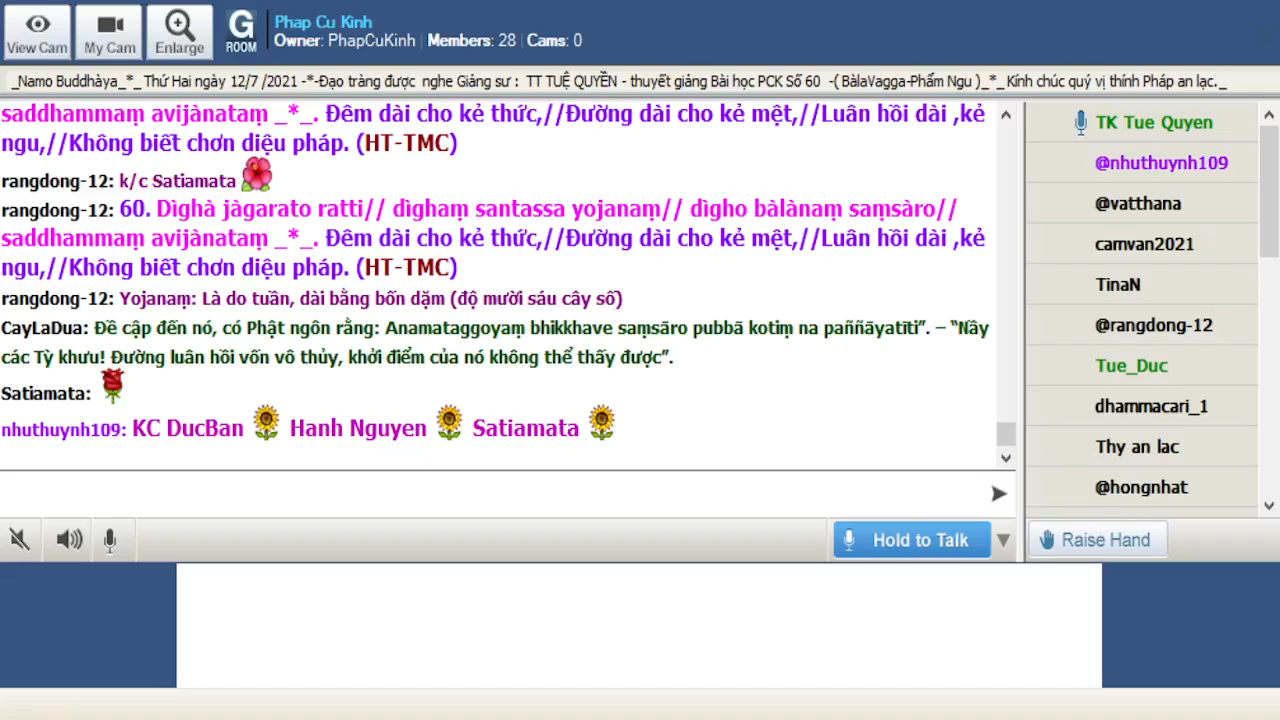 View Cam
My Cam
Enlarge
G
ROOM
Phap Cu Kinh
Owner: PhapCuKinh | Members: 28 | Cams: 0
_Namo Buddhàya_*_ Thứ Hai ngày 12/7 /2021 -*-Đạo tràng được nghe Giảng sư : TT TUỆ QUYỀN - thuyết giảng Bài học PCK Số 60 -( BàlaVagga-Phẩm Ngu )_*_Kính chúc quý vị thính Pháp an lạc._
saddhammaṃ avijànataṃ _*_. Đêm dài cho kẻ thức,//Đường dài cho kẻ mệt,//Luân hồi dài ,kẻ
ngu,//Không biết chơn diệu pháp. (HT-TMC)
rangdong-12: k/c Satiamata
rangdong-12: 60. Dìghà jàgarato ratti// dìghaṃ santassa yojanaṃ// dìgho bàlànaṃ saṃsàro//
saddhammaṃ avijànataṃ _*_. Đêm dài cho kẻ thức,//Đường dài cho kẻ mệt,//Luân hồi dài ,kẻ
ngu,//Không biết chơn diệu pháp. (HT-TMC)
rangdong-12: Yojanaṃ: Là do tuần, dài bằng bốn dặm (độ mười sáu cây số)
CayLaDua: Đề cập đến nó, có Phật ngôn rằng: Anamataggoyaṃ bhikkhave saṃsāro pubbā kotiṃ na paññāyatīti”. – “Nầy
các Tỳ khưu! Đường luân hồi vốn vô thủy, khởi điểm của nó không thể thấy được”.
Satiamata:
nhuthuynh109: KC DucBan Hanh Nguyen Satiamata
TK Tue Quyen
@nhuthuynh109
@vatthana
camvan2021
TinaN
@rangdong-12
Tue_Duc
dhammacari_1
Thy an lac
@hongnhat
Hold to Talk
Raise Hand